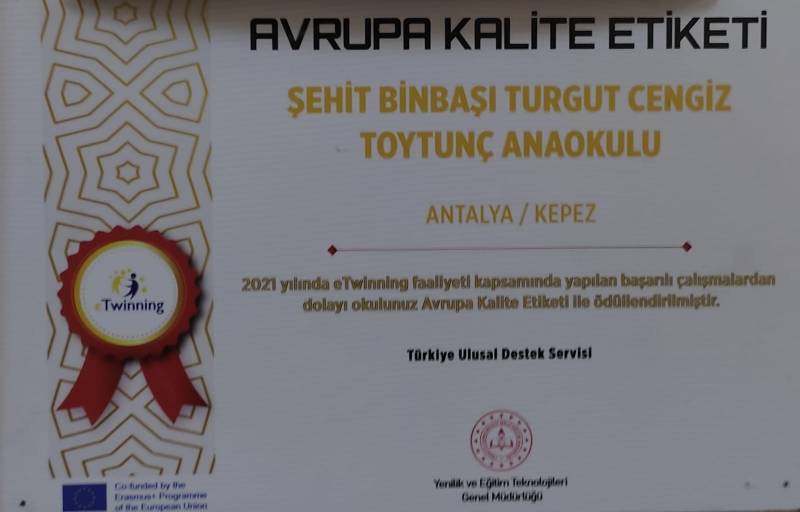 AVRUPA KALİTE ETİKETİ
ŞEHİT BİNBAŞI TURGUT CENGİZ
TOYTUNÇ ANAOKULU
ANTALYA / KEPEZ
2021 yılında eTwinning faaliyeti kapsamında yapılan başarılı çalışmalardan
dolayı okulunuz Avrupa Kalite Etiketi ile ödüllendirilmiştir.
eTwinning
Türkiye Ulusal Destek Servisi
Yenilik ve Eğitim Teknolojileri
Genel Müdürlüğü
Co-funded by the
Erasmus+ Programme
of the European Union